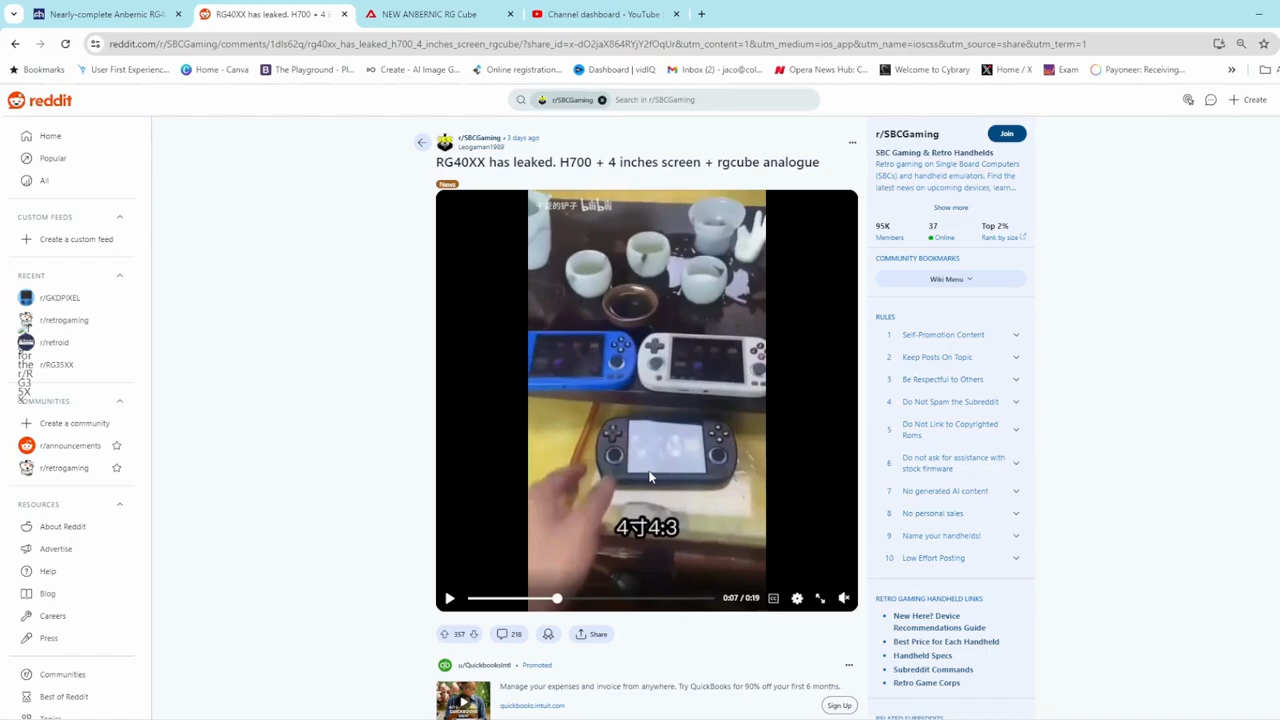 Nearly-complete Anbernic RG4
RG40XX has leaked. H700 + 4 i
NEW ANBERNIC RG Cube
Channel dashboard - YouTube S
reddit.com/r/SBCGaming/comments/1dls62q/rg40xx_has_leaked_h700_4_inches_screen_rgcube/?share_id=x-dO2jaX864RYjY2fOqUr&utm_content=1&utm_medium=ios_app&utm_name=ioscss&utm_source=share&utm_term=1
Bookmarks
User First Experienc...
Home - Canva
The Playground - Pl...
Create - AI Image G...
Online registration...
Dashboard | vidIQ
Inbox (2) - jaco@col...
Opera News Hub: C...
Welcome to Cybrary
Home / X
Exam
Payoneer: Receiving...
reddit
r/SBCGaming
Search in r/SBCGaming
Create
Home
Popular
All
CUSTOM FEEDS
Create a custom feed
RECENT
r/GKDPIXEL
r/retrogaming
r/retroid
r/RG35XX
for
the
r/R
G3
5X
COMMUNITIES
Create a community
r/announcements
r/retrogaming
RESOURCES
About Reddit
Advertise
Help
Blog
Careers
Press
Communities
Best of Reddit
Topics
r/SBCGaming • 3 days ago
Leogaman1989
RG40XX has leaked. H700 + 4 inches screen + rgcube analogue
News
的铲子 bilibili
4寸4:3
0:07 / 0:19
CC
357
218
Share
u/QuickbooksIntl • Promoted
Manage your expenses and invoice from anywhere. Try QuickBooks for 90% off your first 6 months.
quickbooks.intuit.com
Sign Up
r/SBCGaming
Join
SBC Gaming & Retro Handhelds
Retro gaming on Single Board Computers
(SBCs) and handheld emulators. Find the
latest news on upcoming devices, learn...
Show more
95K
37
Top 2%
Members
Online
Rank by size
COMMUNITY BOOKMARKS
Wiki Menu
RULES
1 Self-Promotion Content
2 Keep Posts On Topic
3 Be Respectful to Others
4 Do Not Spam the Subreddit
5 Do Not Link to Copyrighted
Roms
6 Do not ask for assistance with
stock firmware
7 No generated AI content
8 No personal sales
9 Name your handhelds!
10 Low Effort Posting
RETRO GAMING HANDHELD LINKS
New Here? Device
Recommendations Guide
Best Price for Each Handheld
Handheld Specs
Subreddit Commands
Retro Game Corps
RELATED SUBREDDITS